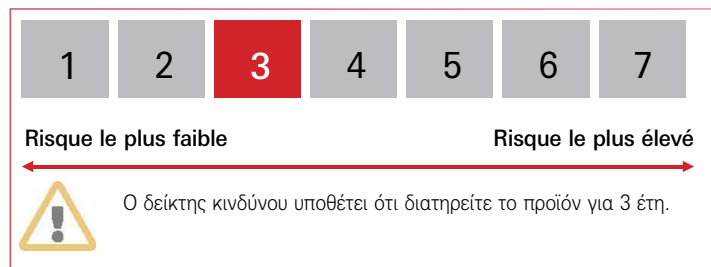 1 2 3 4 5 6 7
Risque le plus faible Risque le plus élevé
Ο δείκτης κινδύνου υποθέτει ότι διατηρείτε το προϊόν για 3 έτη.